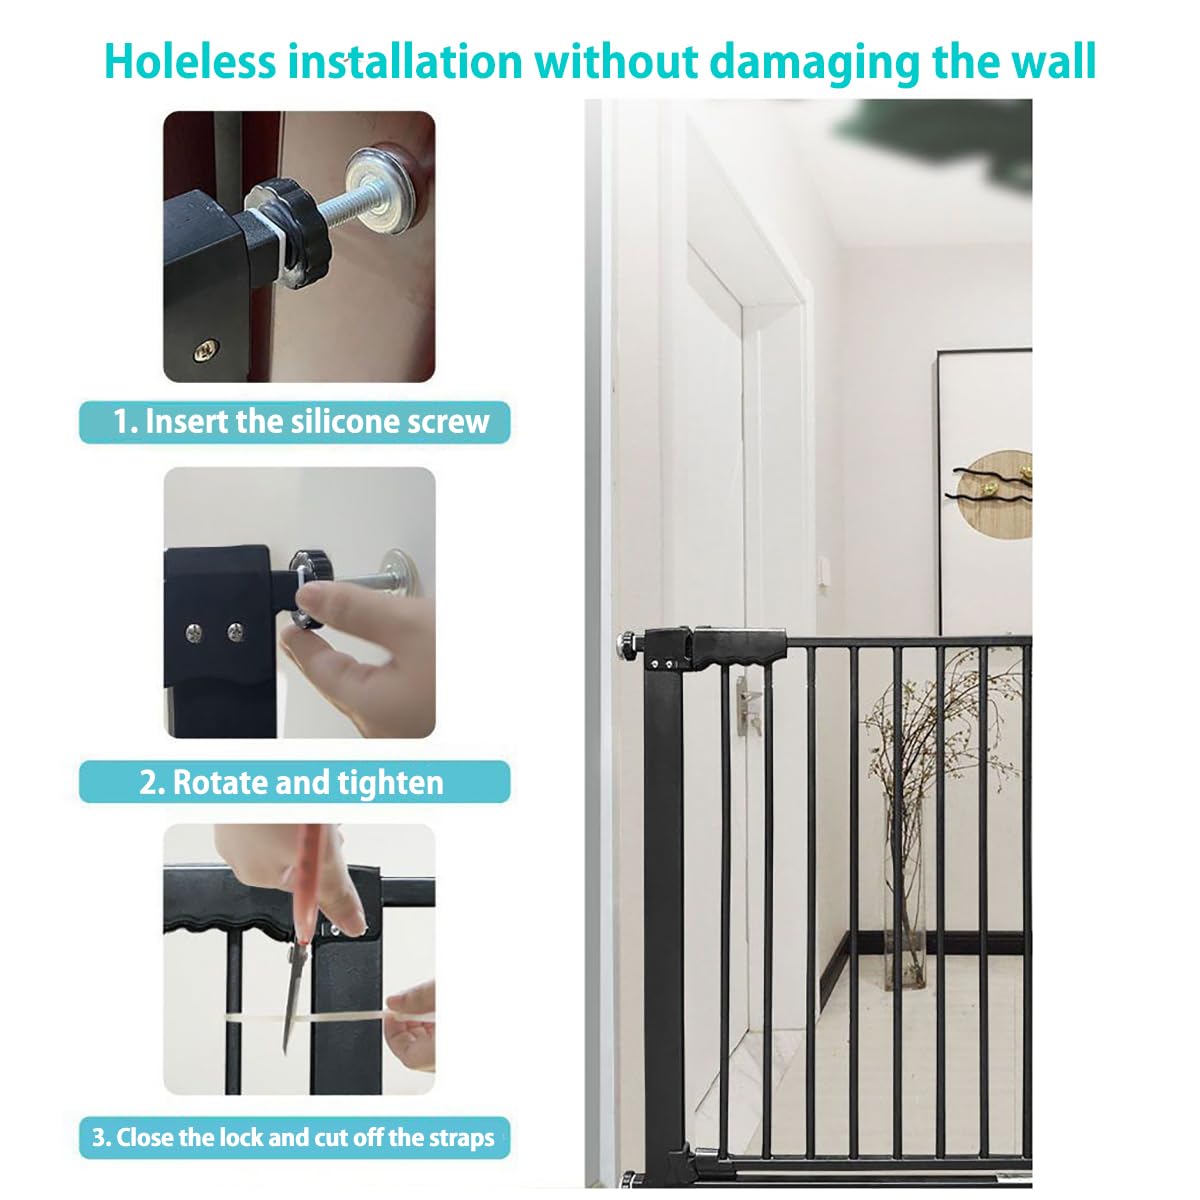 Holeless installation without damaging the wall
1. Insert the silicone screw
2. Rotate and tighten
3. Close the lock and cut off the straps